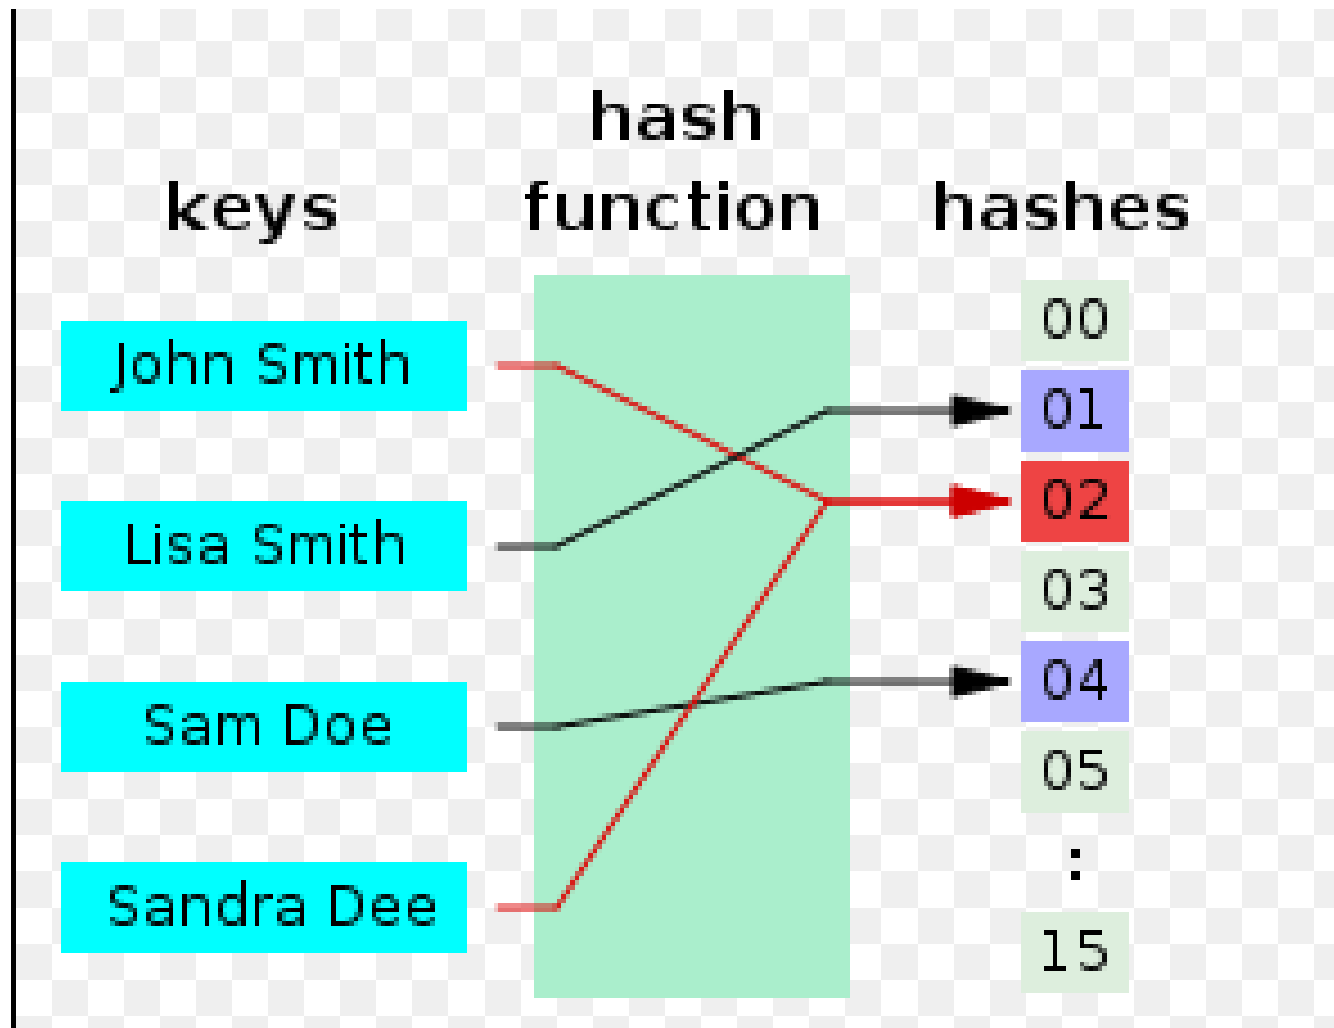 hash
keys function hashes
John Smith
Lisa Smith
Sam Doe
Sandra Dee
00
01
02
03
04
05
:
15